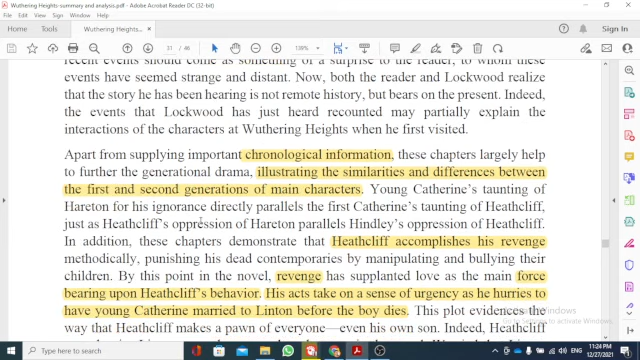 Wuthering Heights-summary and analysis.pdf - Adobe Acrobat Reader DC (32-bit)
File Edit View Sign Window Help
Home Tools Wuthering Heights-... ×
31 / 46 139%
recent events should come as something of a surprise to the reader, to whom these
events have seemed strange and distant. Now, both the reader and Lockwood realize
that the story he has been hearing is not remote history, but bears on the present. Indeed,
the events that Lockwood has just heard recounted may partially explain the
interactions of the characters at Wuthering Heights when he first visited.
Apart from supplying important chronological information, these chapters largely help
to further the generational drama, illustrating the similarities and differences between
the first and second generations of main characters. Young Catherine's taunting of
Hareton for his ignorance directly parallels the first Catherine's taunting of Heathcliff,
just as Heathcliff's oppression of Hareton parallels Hindley's oppression of Heathcliff.
In addition, these chapters demonstrate that Heathcliff accomplishes his revenge
methodically, punishing his dead contemporaries by manipulating and bullying their
children. By this point in the novel, revenge has supplanted love as the main force
bearing upon Heathcliff's behavior. His acts take on a sense of urgency as he hurries to
have young Catherine married to Linton before the boy dies. This plot evidences the
way that Heathcliff makes a pawn of everyone—even his own son. Indeed, Heathcliff
Activate Windows
Go to Settings to activate Windows.
Type here to search
11:24 PM
12/27/2021